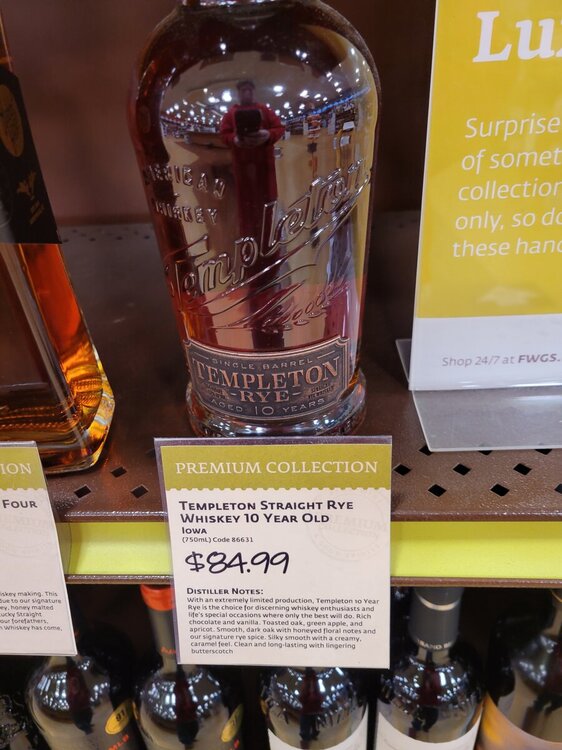 AMERICAN
WHISKEY
Templeton
SINGLE BARREL
TEMPLETON
RYE
AGED 10 YEARS
Surprise
of somet
collection
only, so do
these hand
Shop 24/7 at FWGS.
ION
FOUR
PREMIUM COLLECTION
TEMPLETON STRAIGHT RYE
WHISKEY 10 YEAR OLD
IOWA
(750mL) Code 86631
$84.99
DISTILLER NOTES:
With an extremely limited production, Templeton 10 Year
Rye is the choice for discerning whiskey enthusiasts and
life's special occasions where only the best will do. Rich
chocolate and vanilla. Toasted oak, green apple, and
apricot. Smooth, dark oak with honeyed floral notes and
our signature rye spice. Silky smooth with a creamy,
caramel feel. Clean and long-lasting with lingering
butterscotch
iskey making. This
due to our signature
ey, honey malted
tucky Straight
our forefathers,
n Whiskey has come,